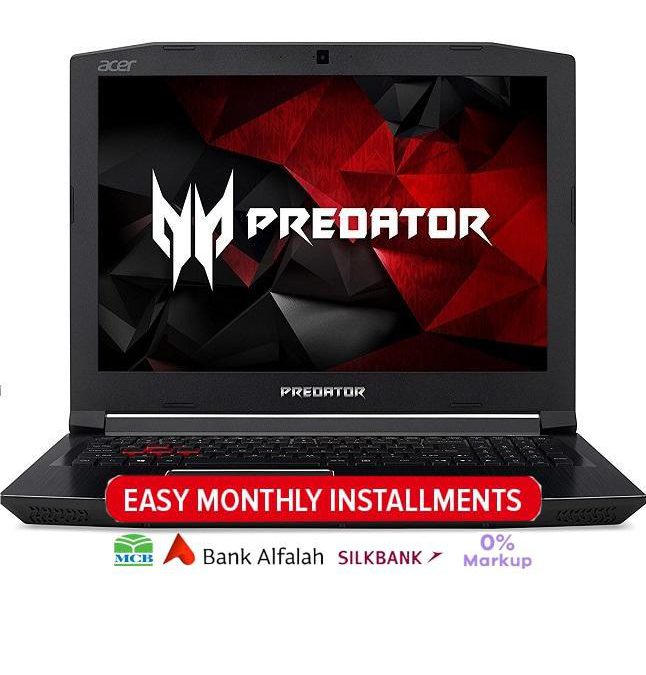 acer
PREDATOR
PREDATOR
EASY MONTHLY INSTALLMENTS
MCB Bank Alfalah SILKBANK 0% Markup